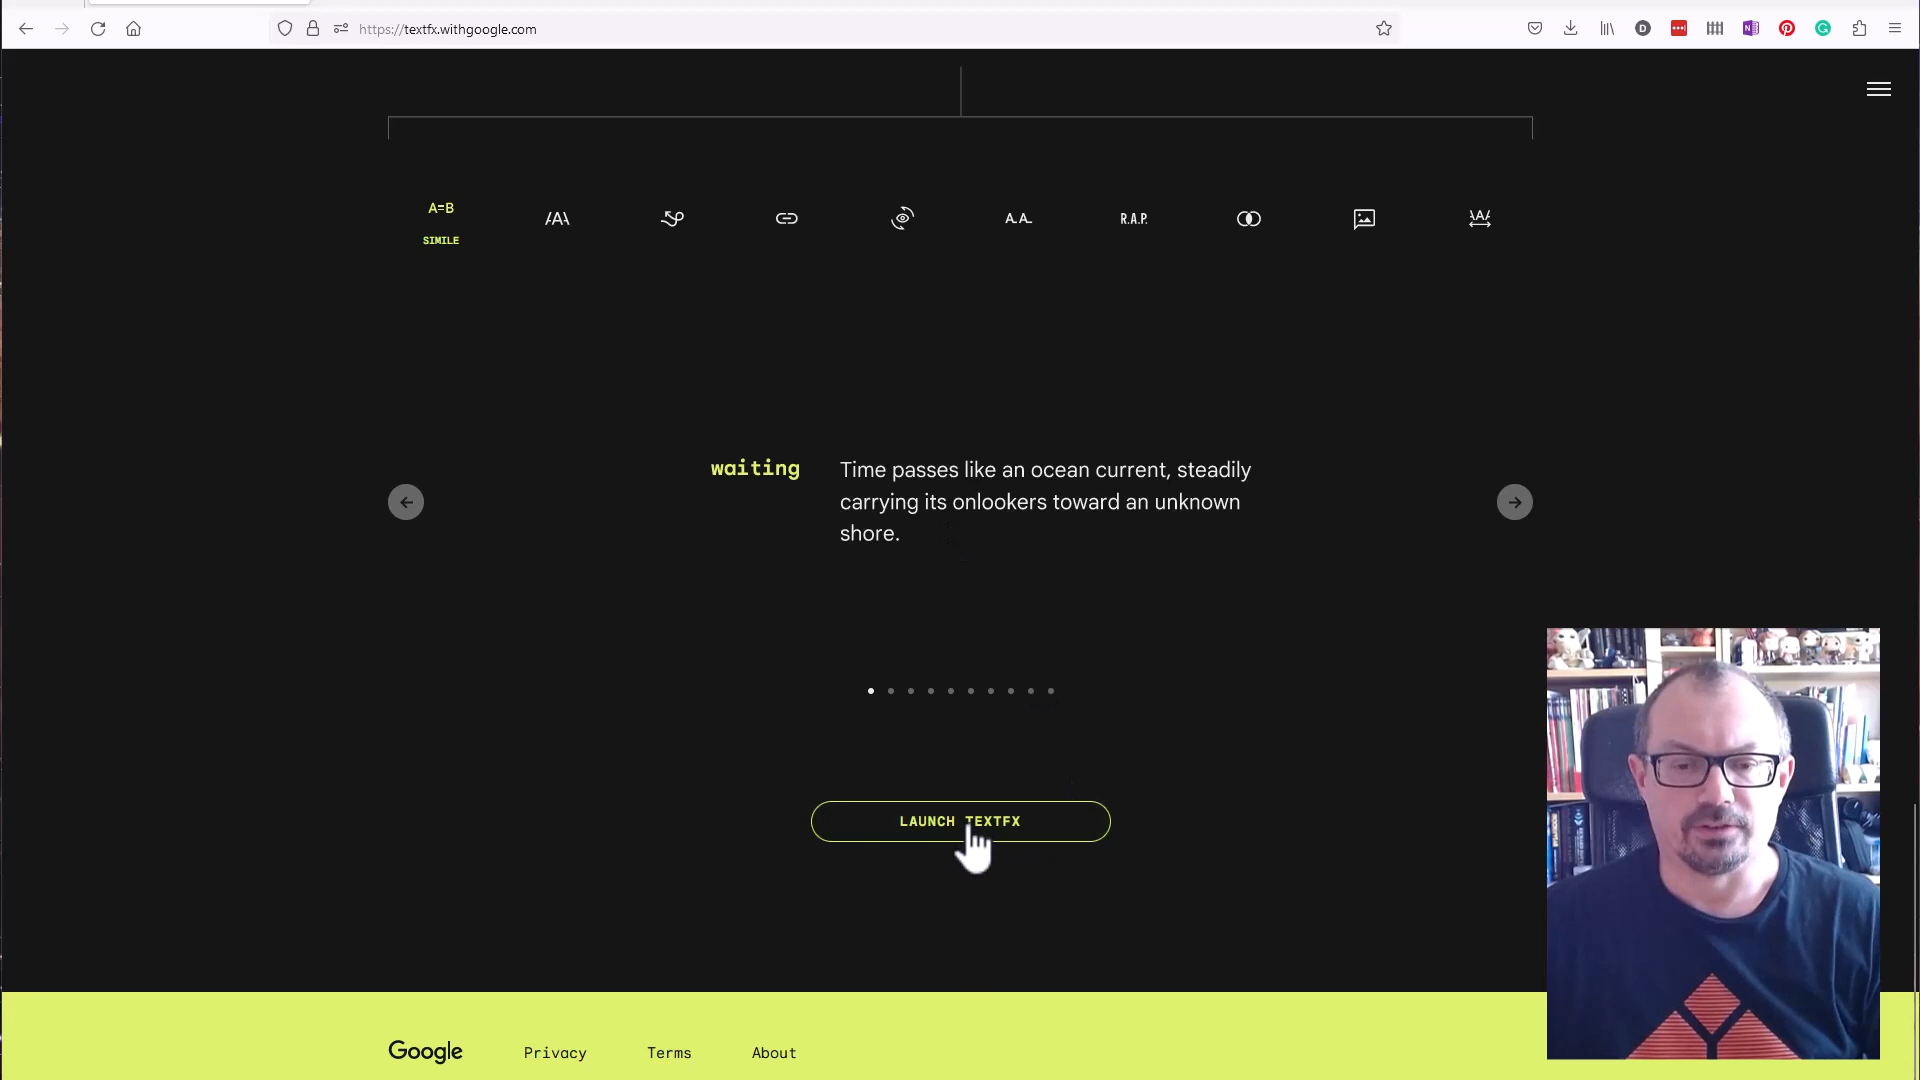 https://textfx.withgoogle.com
A=B
SIMILE
A.A.
R.A.P.
waiting
Time passes like an ocean current, steadily
carrying its onlookers toward an unknown
shore.
LAUNCH TEXTFX
Google Privacy Terms About